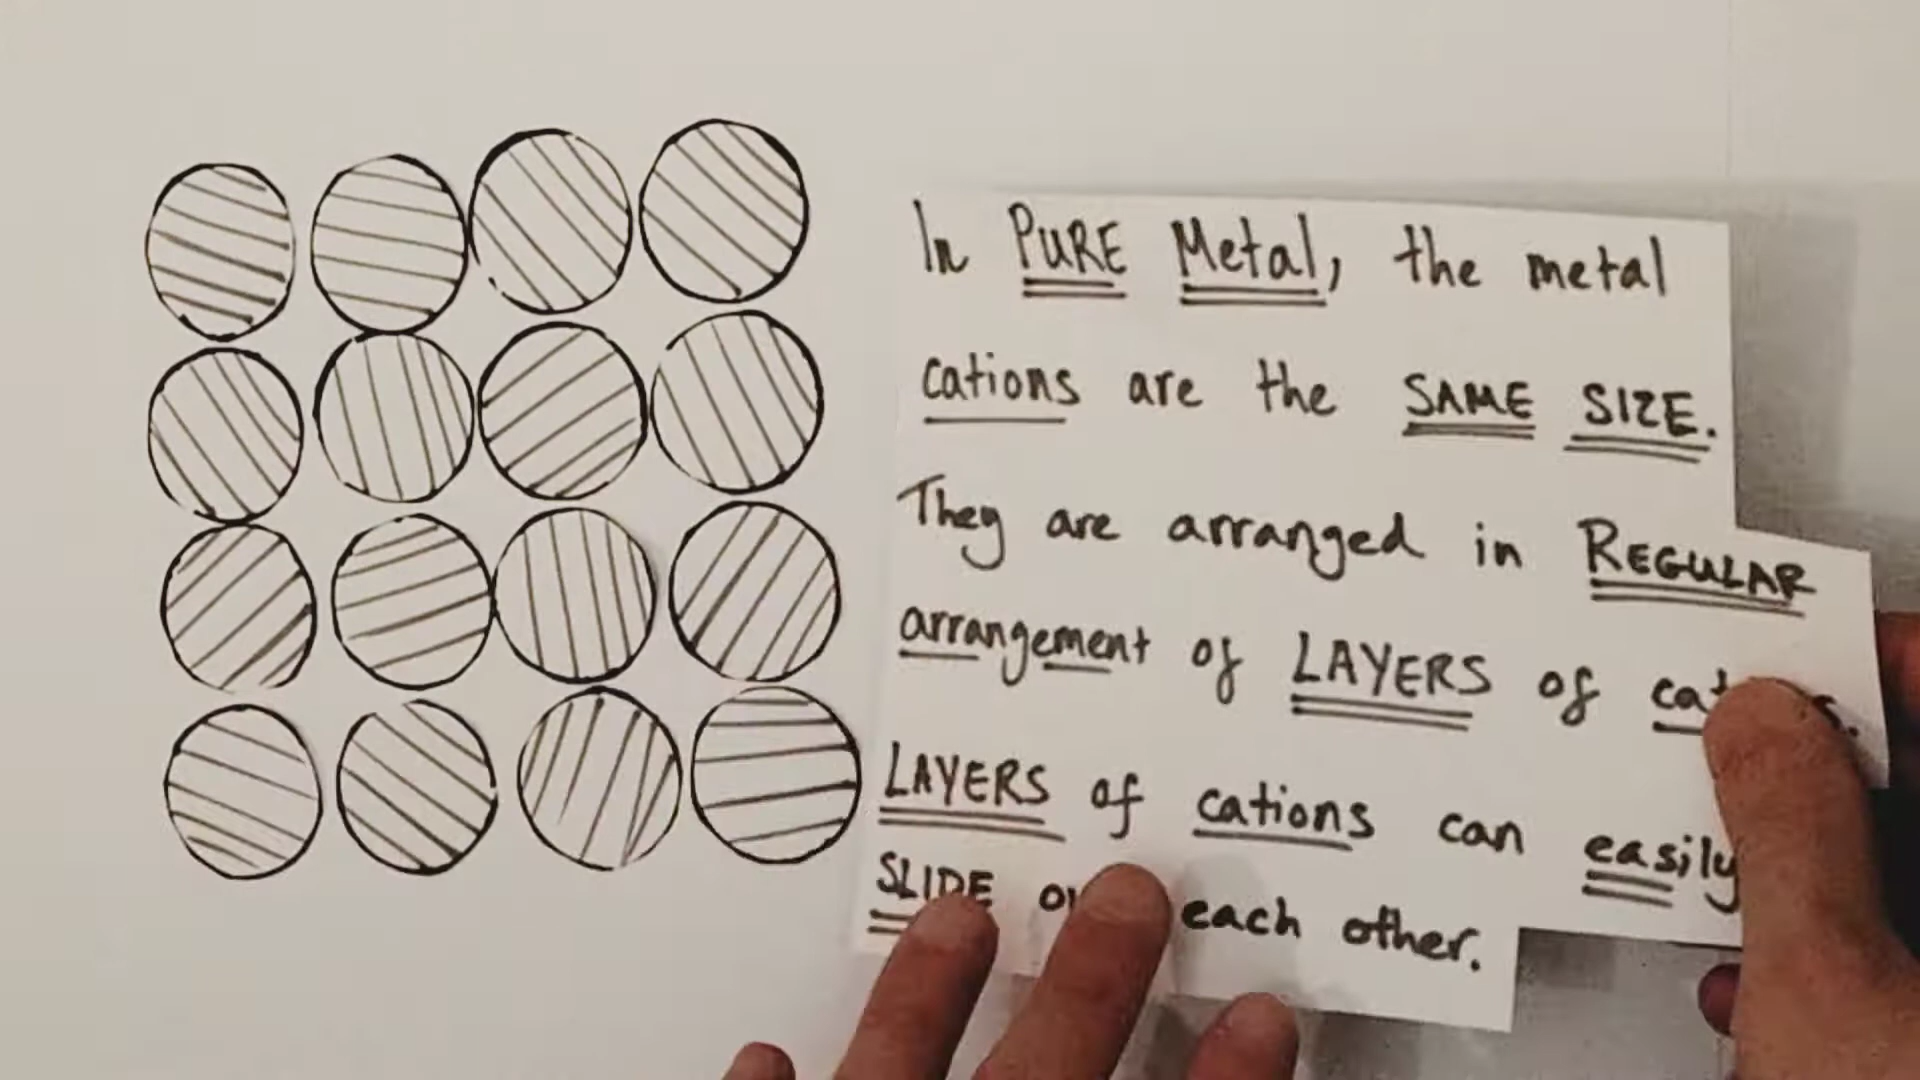 In PURE Metal, the metal
cations are the SAME SIZE.
They are arranged in REGULAR
arrangement of LAYERS of
LAYERS of cations can easily
SLIDE each other.